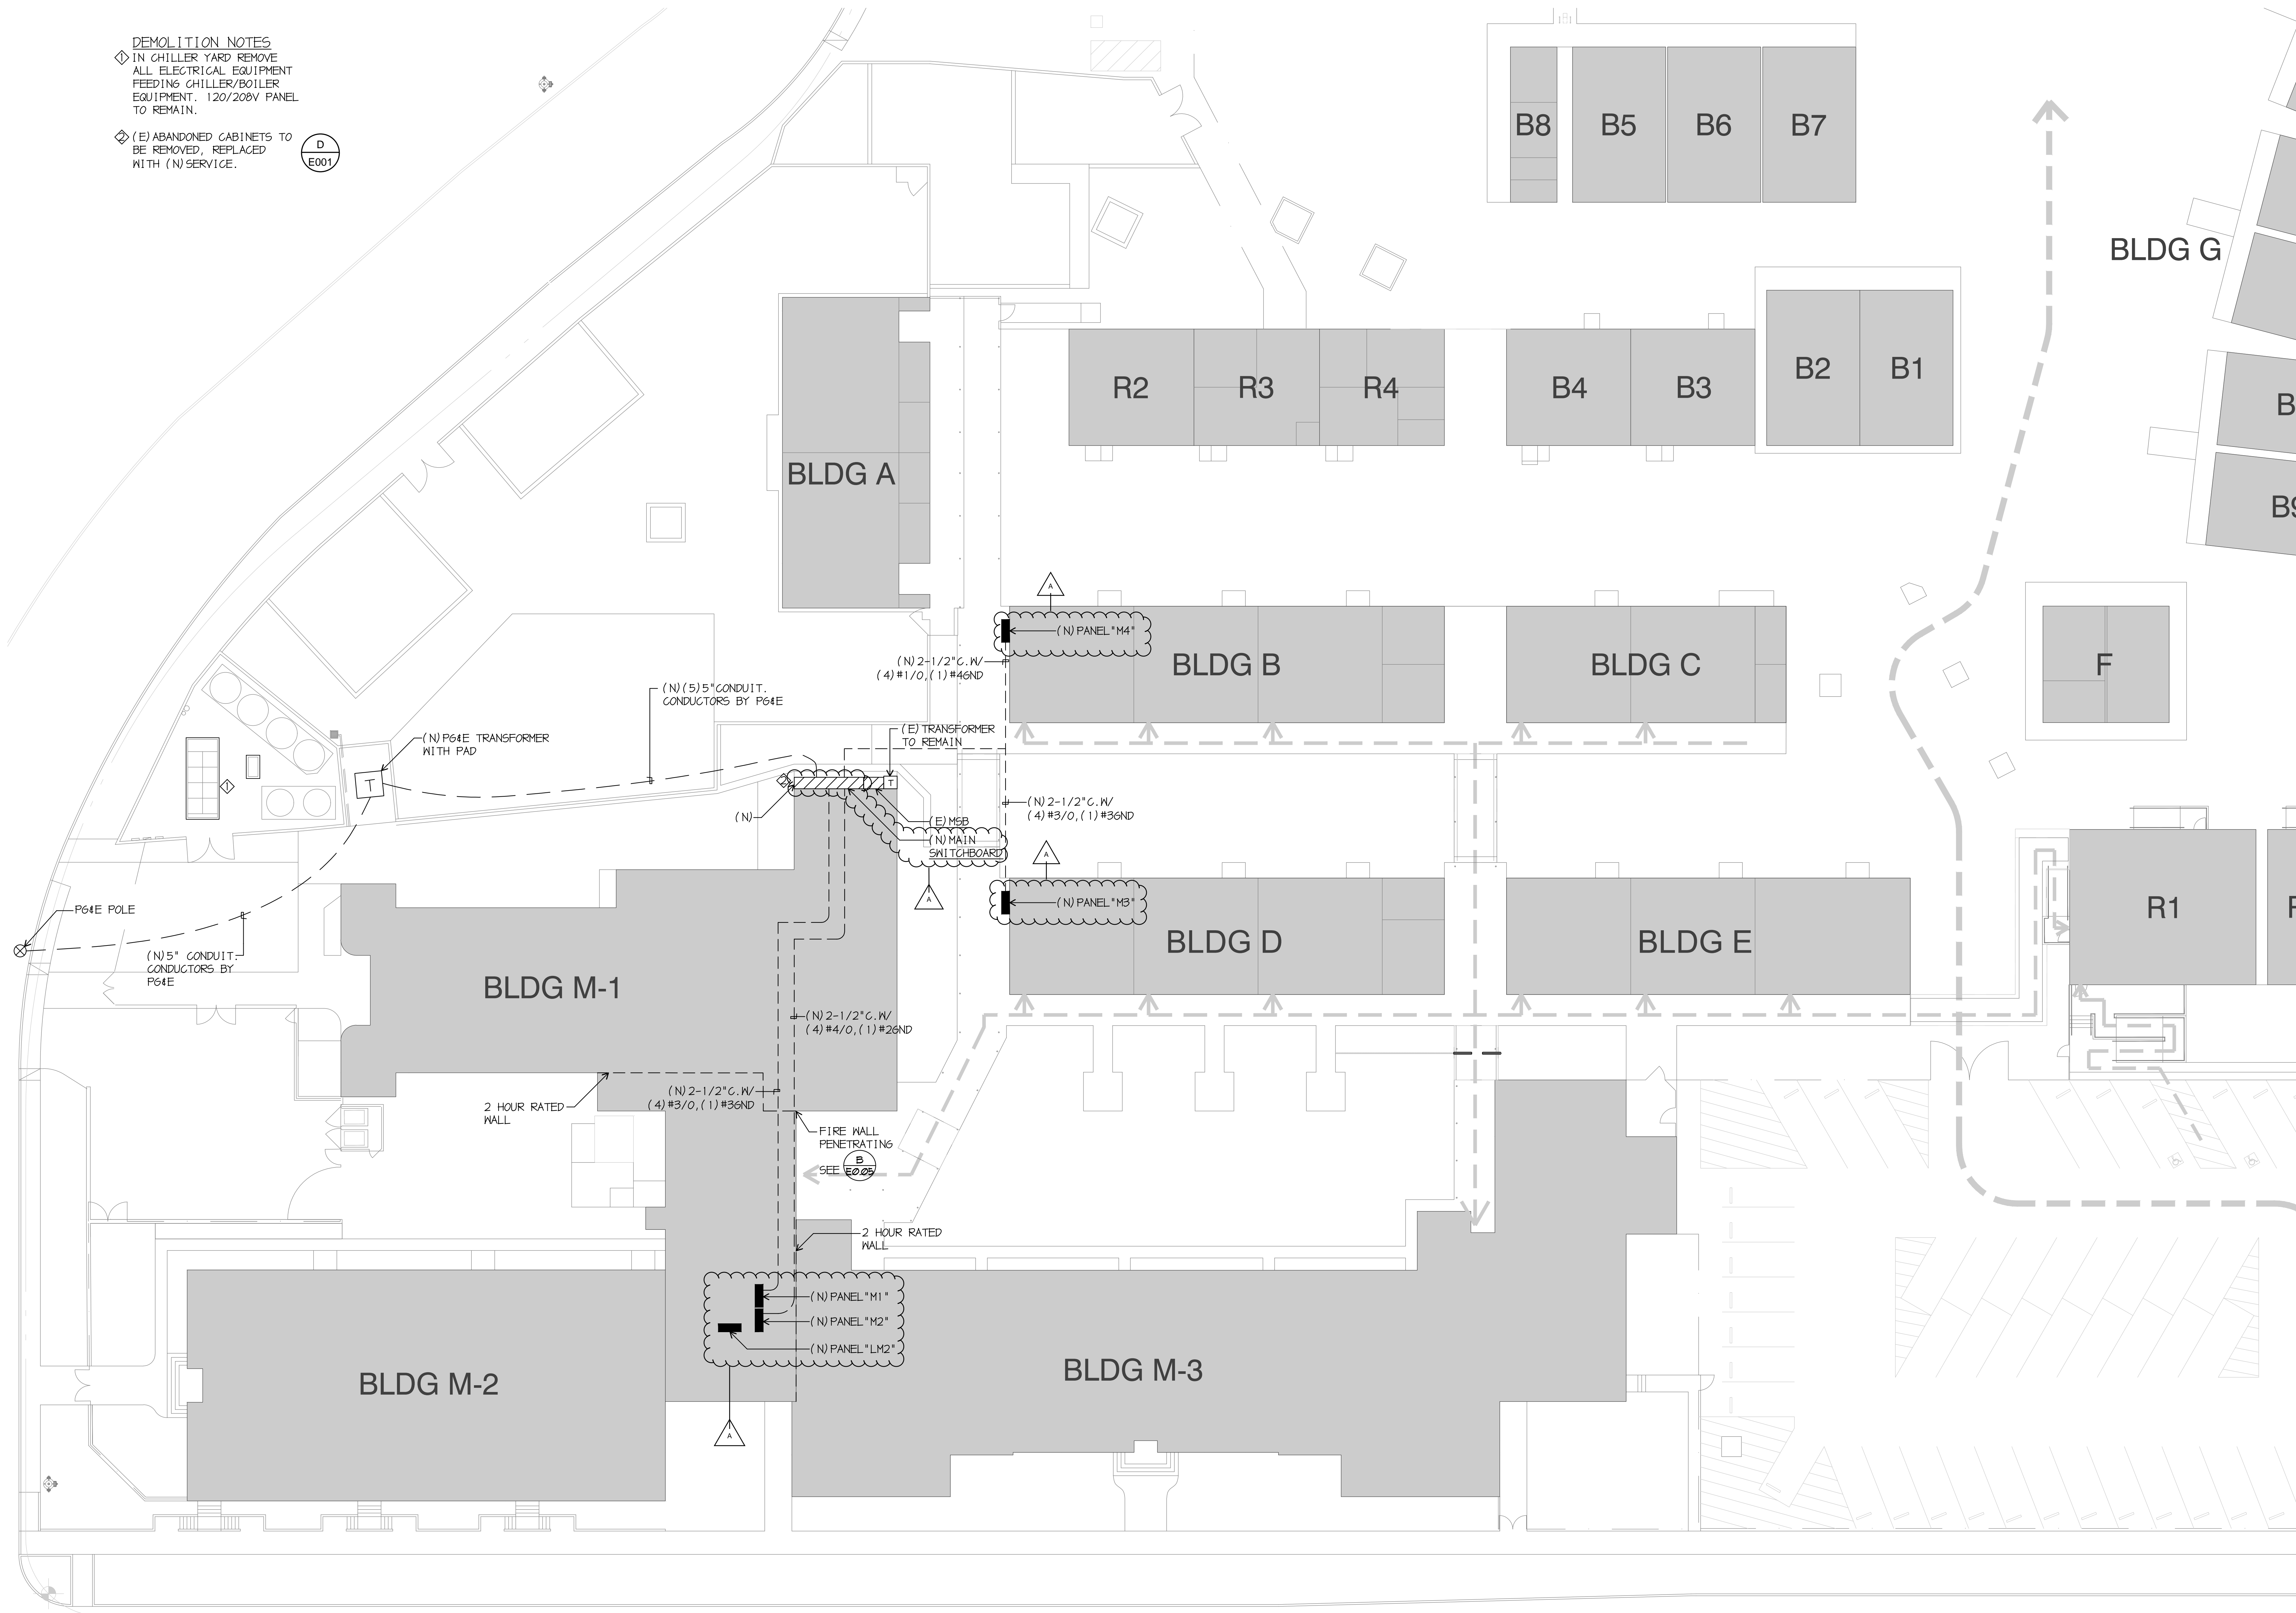 DEMOLITION NOTES
1 IN CHILLER YARD REMOVE
ALL ELECTRICAL EQUIPMENT
FEEDING CHILLER/BOILER
EQUIPMENT. 120/208V PANEL
TO REMAIN.
2 (E) ABANDONED CABINETS TO
BE REMOVED, REPLACED
WITH (N) SERVICE.
D
E001
B8
B5
B6
B7
BLDG G
B2
B1
R2
R3
R4
B4
B3
BLDG A
A
(N) PANEL "M4"
(N) 2-1/2"C.W/
(4) #1/0, (1) #4GND
BLDG B
BLDG C
F
(N) (5) 5"CONDUIT.
CONDUCTORS BY PG&E
(N) PG&E TRANSFORMER
WITH PAD
(E) TRANSFORMER
TO REMAIN
T
T
1
2
(N)
(E) MSB
(N) MAIN
SWITCHBOARD
A
(N) 2-1/2"C.W/
(4) #3/0, (1) #3GND
A
(N) PANEL "M3"
BLDG D
BLDG E
R1
PG&E POLE
(N) 5" CONDUIT.
CONDUCTORS BY
PG&E
BLDG M-1
(N) 2-1/2"C.W/
(4) #4/0, (1) #2GND
(N) 2-1/2"C.W/
(4) #3/0, (1) #3GND
2 HOUR RATED
WALL
FIRE WALL
PENETRATING
SEE B
E0.05
2 HOUR RATED
WALL
(N) PANEL "M1"
(N) PANEL "M2"
(N) PANEL "LM2"
A
BLDG M-2
BLDG M-3